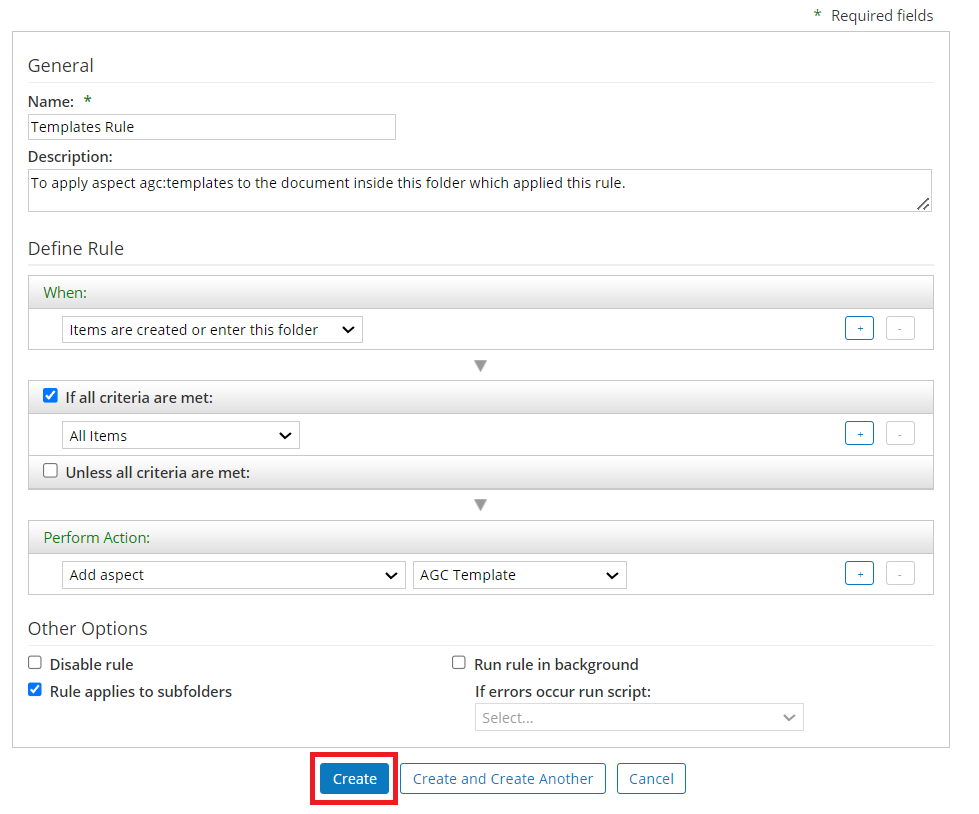 * Required fields
General
Name: *
Templates Rule
Description:
To apply aspect agc:templates to the document inside this folder which applied this rule.
Define Rule
When:
Items are created or enter this folder + -
If all criteria are met:
All Items + -
Unless all criteria are met:
Perform Action:
Add aspect AGC Template + -
Other Options
Disable rule Run rule in background
Rule applies to subfolders If errors occur run script:
Select...
Create Create and Create Another Cancel